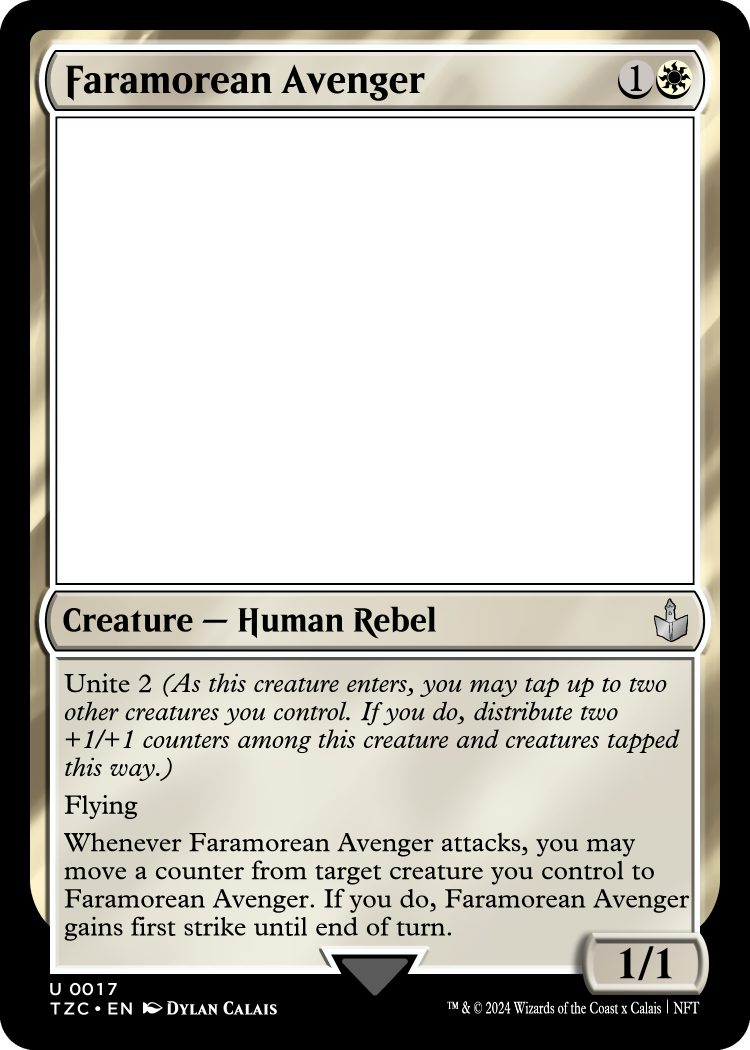 Faramorean Avenger 1
Creature — Human Rebel
Unite 2 (As this creature enters, you may tap up to two
other creatures you control. If you do, distribute two
+1/+1 counters among this creature and creatures tapped
this way.)
Flying
Whenever Faramorean Avenger attacks, you may
move a counter from target creature you control to
Faramorean Avenger. If you do, Faramorean Avenger
gains first strike until end of turn.
1/1
U 0017
TZC • EN Dylan Calais
™ & © 2024 Wizards of the Coast x Calais | NFT